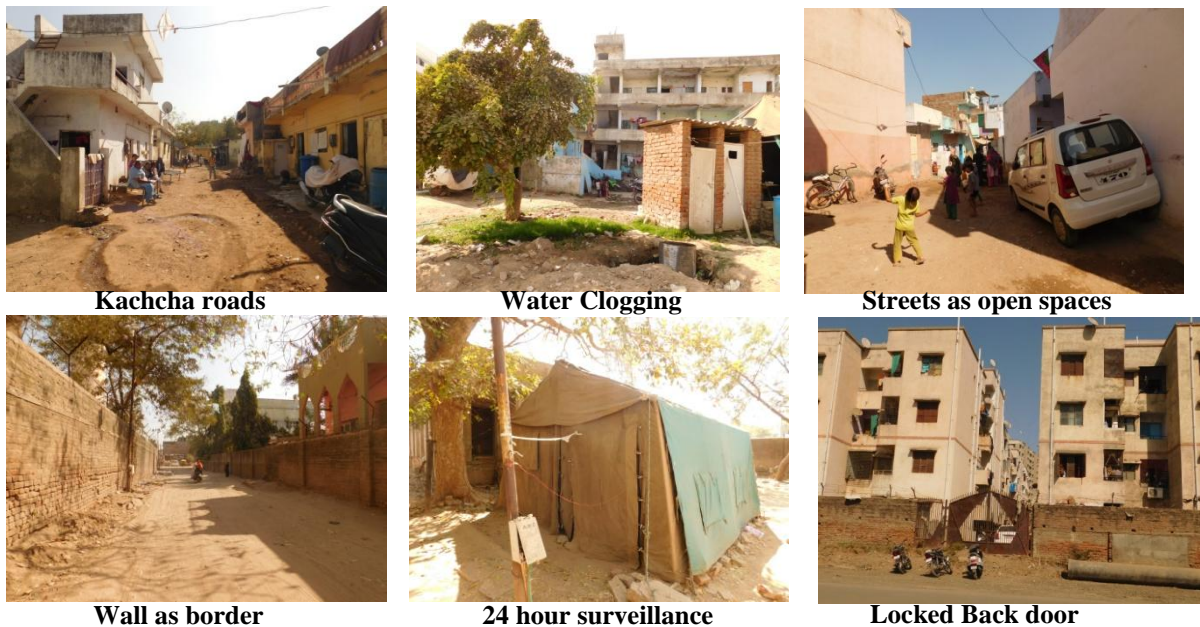 Kachcha roads
Water Clogging
Streets as open spaces
Wall as border
24 hour surveillance
Locked Back door